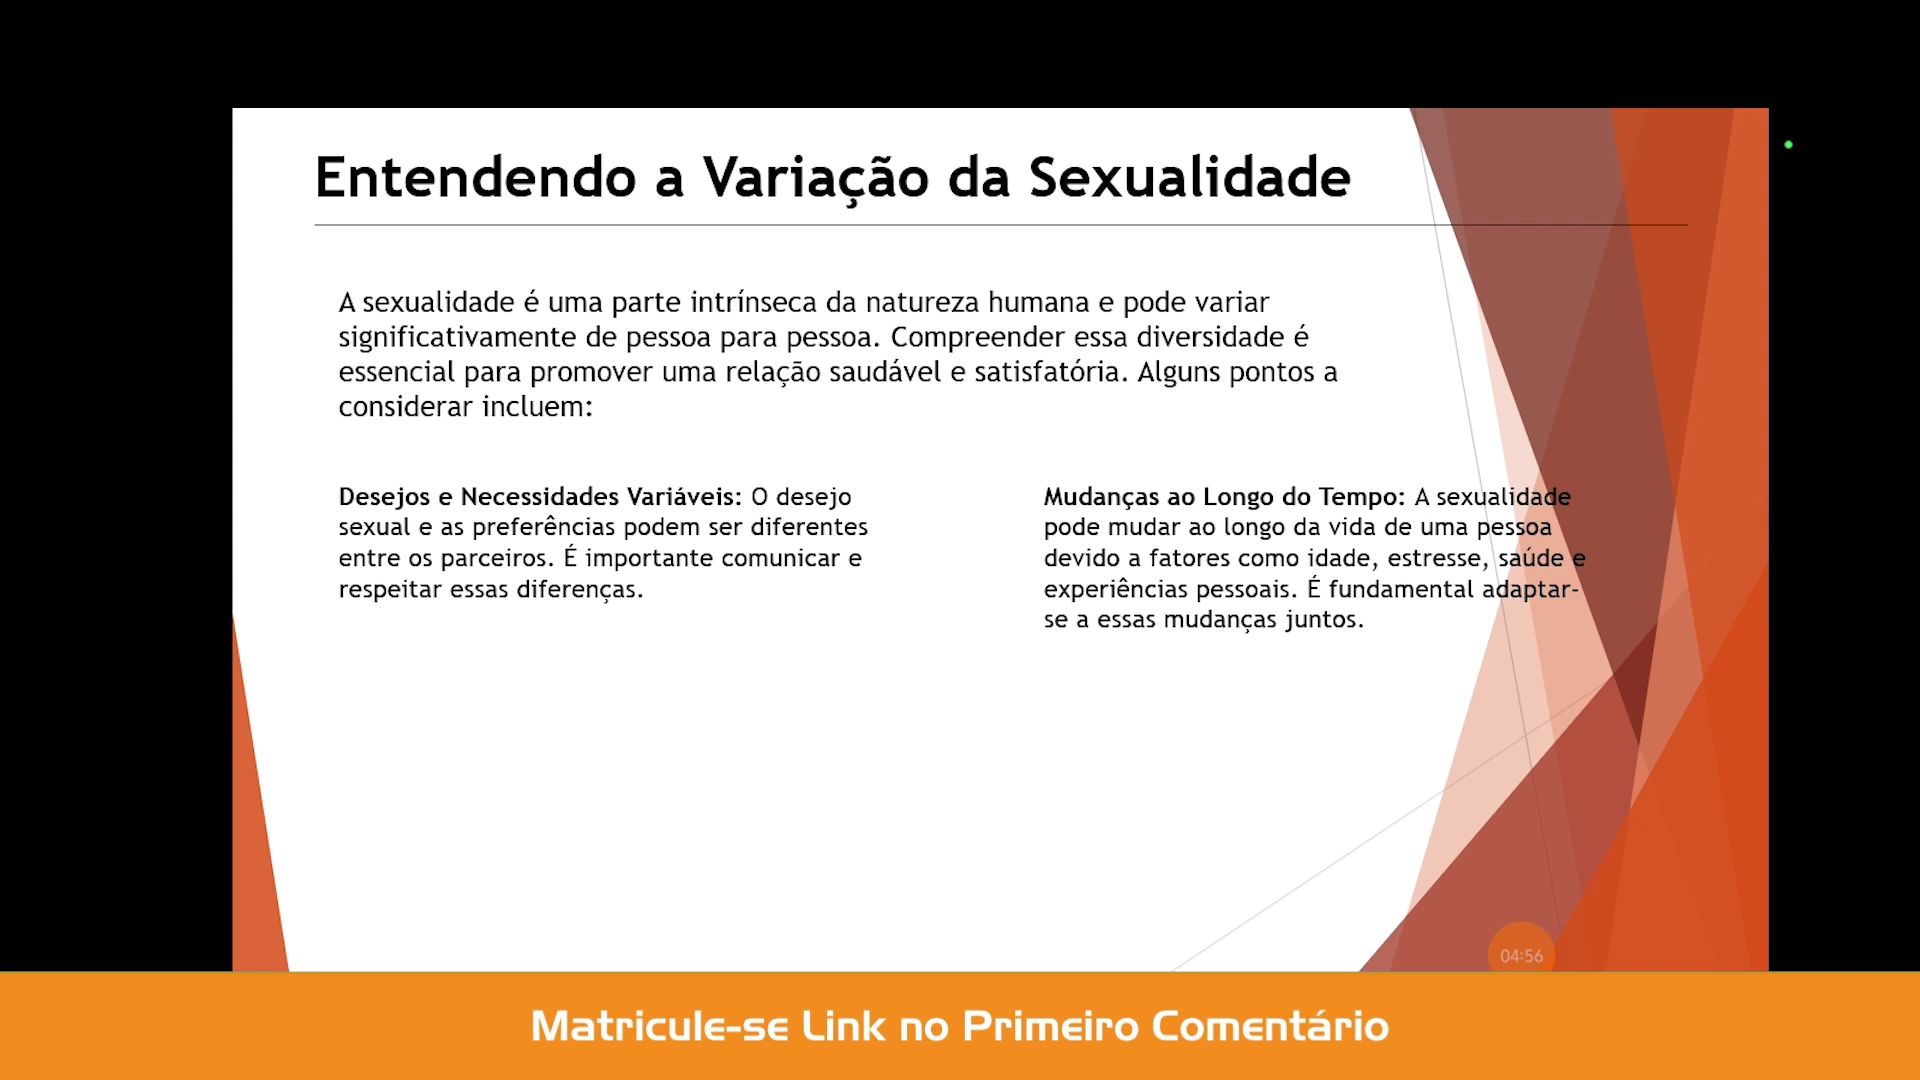 Entendendo a Variação da Sexualidade
A sexualidade é uma parte intrínseca da natureza humana e pode variar
significativamente de pessoa para pessoa. Compreender essa diversidade é
essencial para promover uma relação saudável e satisfatória. Alguns pontos a
considerar incluem:
Desejos e Necessidades Variáveis: O desejo
sexual e as preferências podem ser diferentes
entre os parceiros. É importante comunicar e
respeitar essas diferenças.
Mudanças ao Longo do Tempo: A sexualidade
pode mudar ao longo da vida de uma pessoa
devido a fatores como idade, estresse, saúde e
experiências pessoais. É fundamental adaptar-
se a essas mudanças juntos.
04:56
Matricule-se Link no Primeiro Comentário